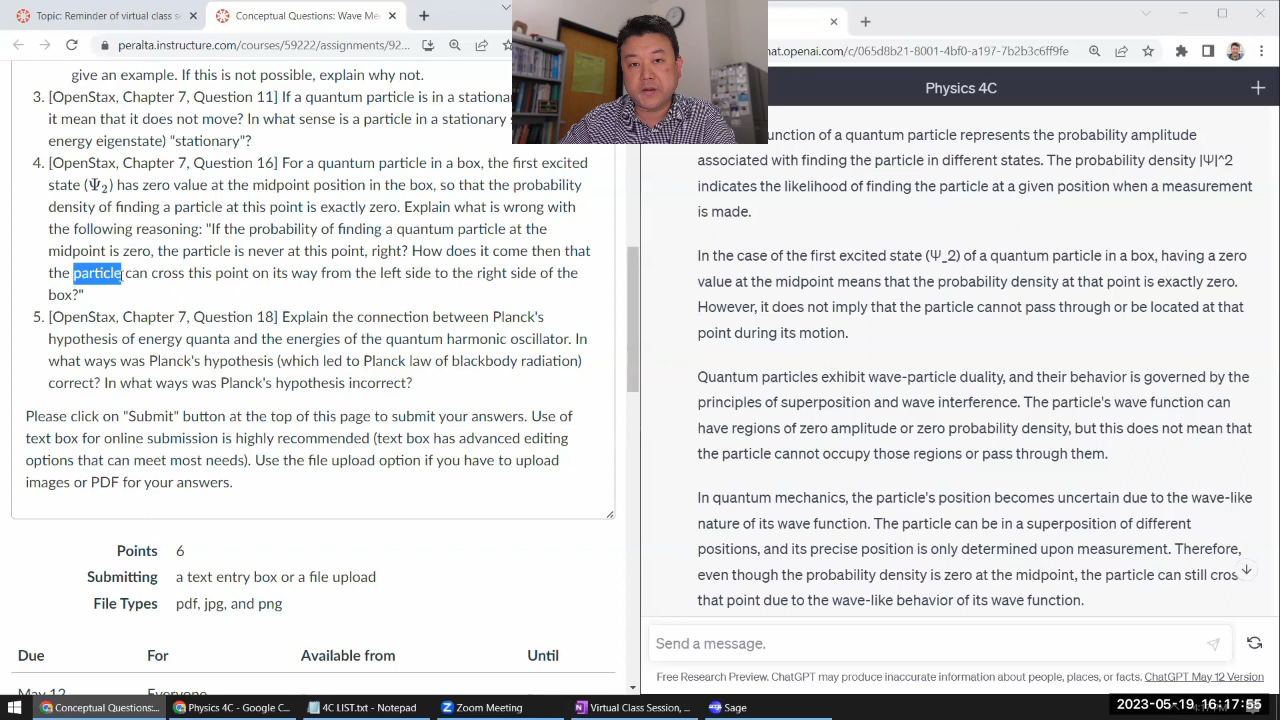 Topic: Reminder of virtual class s
Conceptual Questions: Wave Me
peralta.instructure.com/courses/59222/assignments/92...
give an example. If this is not possible, explain why not.
3. [OpenStax, Chapter 7, Question 11] If a quantum particle is in a stationar
it mean that it does not move? In what sense is a particle in a stationary s
energy eigenstate) "stationary"?
4. [OpenStax, Chapter 7, Question 16] For a quantum particle in a box, the first excited
state (Ψ₂) has zero value at the midpoint position in the box, so that the probability
density of finding a particle at this point is exactly zero. Explain what is wrong with
the following reasoning: "If the probability of finding a quantum particle at the
midpoint is zero, the particle is never at this point, right? How does it come then that
the particle can cross this point on its way from the left side to the right side of the
box?"
5. [OpenStax, Chapter 7, Question 18] Explain the connection between Planck's
hypothesis of energy quanta and the energies of the quantum harmonic oscillator. In
what ways was Planck's hypothesis (which led to Planck law of blackbody radiation)
correct? In what ways was Planck's hypothesis incorrect?
Please click on "Submit" button at the top of this page to submit your answers. Use of
text box for online submission is highly recommended (text box has advanced editing
options that can meet most needs). Use the file upload option if you have to upload
images or PDF for your answers.
Points 6
Submitting a text entry box or a file upload
File Types pdf, jpg, and png
Due For Available from Until
May 12 Everyone
hat.openai.com/c/065d8b21-8001-4bf0-a197-7b2b3c6ff9fe
Physics 4C
unction of a quantum particle represents the probability amplitude
associated with finding the particle in different states. The probability density |Ψ|^2
indicates the likelihood of finding the particle at a given position when a measurement
is made.
In the case of the first excited state (Ψ_2) of a quantum particle in a box, having a zero
value at the midpoint means that the probability density at that point is exactly zero.
However, it does not imply that the particle cannot pass through or be located at that
point during its motion.
Quantum particles exhibit wave-particle duality, and their behavior is governed by the
principles of superposition and wave interference. The particle's wave function can
have regions of zero amplitude or zero probability density, but this does not mean that
the particle cannot occupy those regions or pass through them.
In quantum mechanics, the particle's position becomes uncertain due to the wave-like
nature of its wave function. The particle can be in a superposition of different
positions, and its precise position is only determined upon measurement. Therefore,
even though the probability density is zero at the midpoint, the particle can still cros
that point due to the wave-like behavior of its wave function.
Send a message.
Free Research Preview. ChatGPT may produce inaccurate information about people, places, or facts. ChatGPT May 12 Version
Conceptual Questions:...
Physics 4C - Google C...
4C LIST.txt - Notepad
Zoom Meeting
Virtual Class Session, ...
Sage
2023-05-19 16:17:55